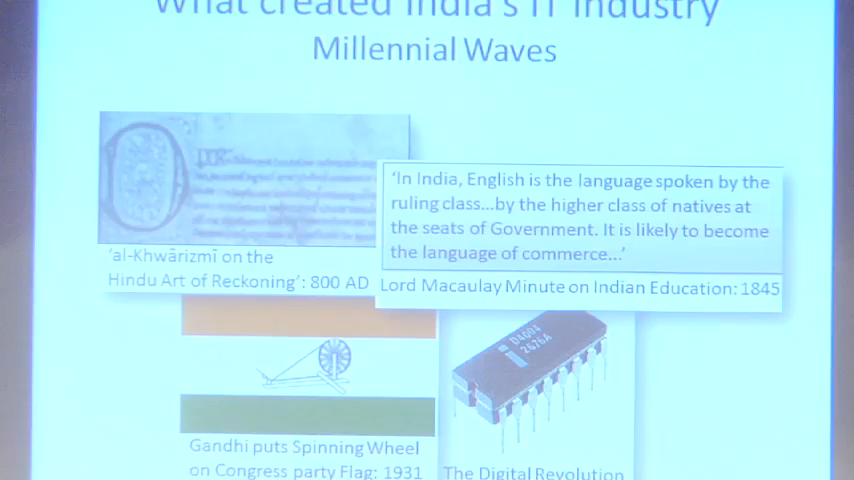 What created India's IT industry
Millennial Waves
'al-Khwārizmī on the
Hindu Art of Reckoning': 800 AD
'In India, English is the language spoken by the
ruling class...by the higher class of natives at
the seats of Government. It is likely to become
the language of commerce...'
Lord Macaulay Minute on Indian Education: 1845
D4004
2676A
Gandhi puts Spinning Wheel
on Congress party Flag: 1931
The Digital Revolution